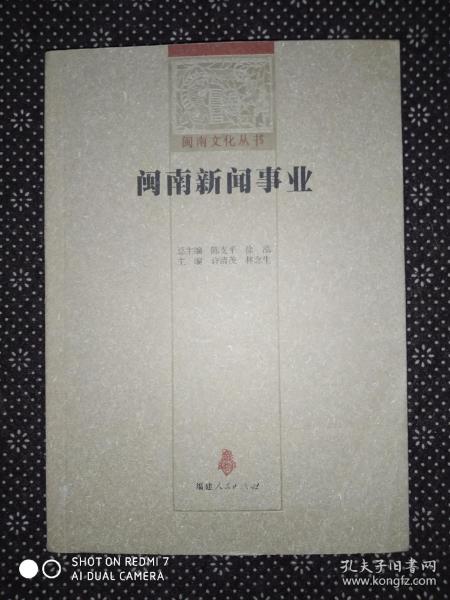 闽南文化丛书
闽南新闻事业
总主编 陈支平 徐泓
主编 许清茂 林念生
福建人民出版社
SHOT ON REDMI 7
AI DUAL CAMERA
孔夫子旧书网
www.kongfz.com